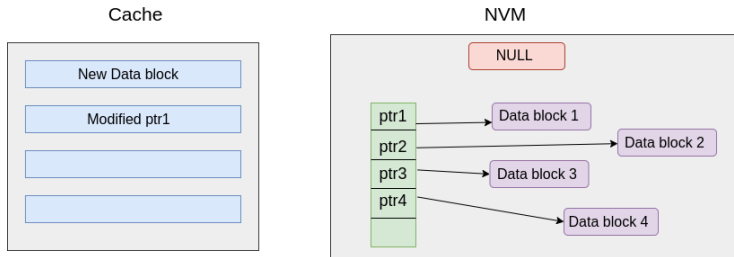 Cache
NVM
New Data block
Modified ptr1
NULL
ptr1
ptr2
ptr3
ptr4
Data block 1
Data block 2
Data block 3
Data block 4